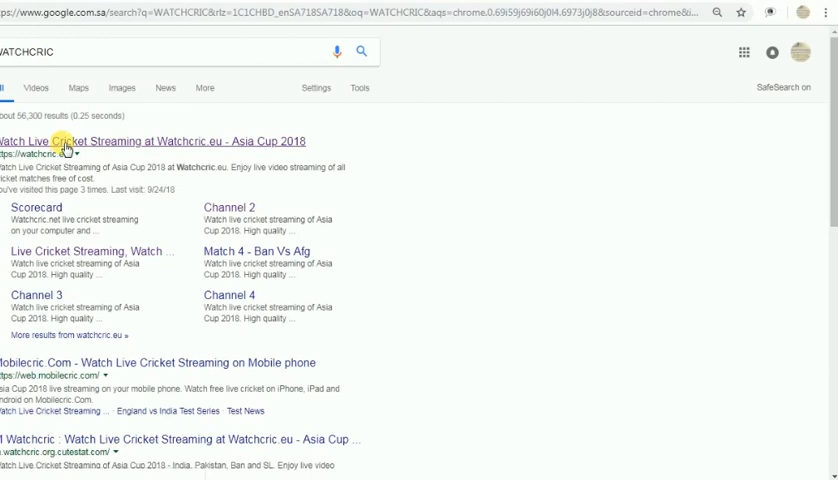 ps://www.google.com.sa/search?q=WATCHCRIC&rlz=1C1CHBD_enSA718SA718&oq=WATCHCRIC&aqs=chrome.0.69i59j69i60j0l4.6973j0j8&sourceid=chrome&i...
WATCHCRIC
ll Videos Maps Images News More Settings Tools
SafeSearch on
bout 56,300 results (0.25 seconds)
Watch Live Cricket Streaming at Watchcric.eu - Asia Cup 2018
ttps://watchcric.eu
Watch Live Cricket Streaming of Asia Cup 2018 at Watchcric.eu. Enjoy live video streaming of all
ricket matches free of cost.
ou've visited this page 3 times. Last visit: 9/24/18
Scorecard
Watchcric.net live cricket streaming
on your computer and ...
Channel 2
Watch live cricket streaming of Asia
Cup 2018. High quality ...
Live Cricket Streaming, Watch ...
Watch live cricket streaming of Asia
Cup 2018. High quality ...
Match 4 - Ban Vs Afg
Watch live cricket streaming of Asia
Cup 2018. High quality ...
Channel 3
Watch live cricket streaming of Asia
Cup 2018. High quality ...
Channel 4
Watch live cricket streaming of Asia
Cup 2018. High quality ...
More results from watchcric.eu »
Mobilecric.Com - Watch Live Cricket Streaming on Mobile phone
ttps://web.mobilecric.com/
sia Cup 2018 live streaming on your mobile phone. Watch free live cricket on iPhone, iPad and
ndroid on Mobilecric.Com.
Watch Live Cricket Streaming ... · England vs India Test Series · Test News
M Watchcric : Watch Live Cricket Streaming at Watchcric.eu - Asia Cup ...
.watchcric.org.cutestat.com/
Watch Live Cricket Streaming of Asia Cup 2018 - India, Pakistan, Ban and SL. Enjoy live video